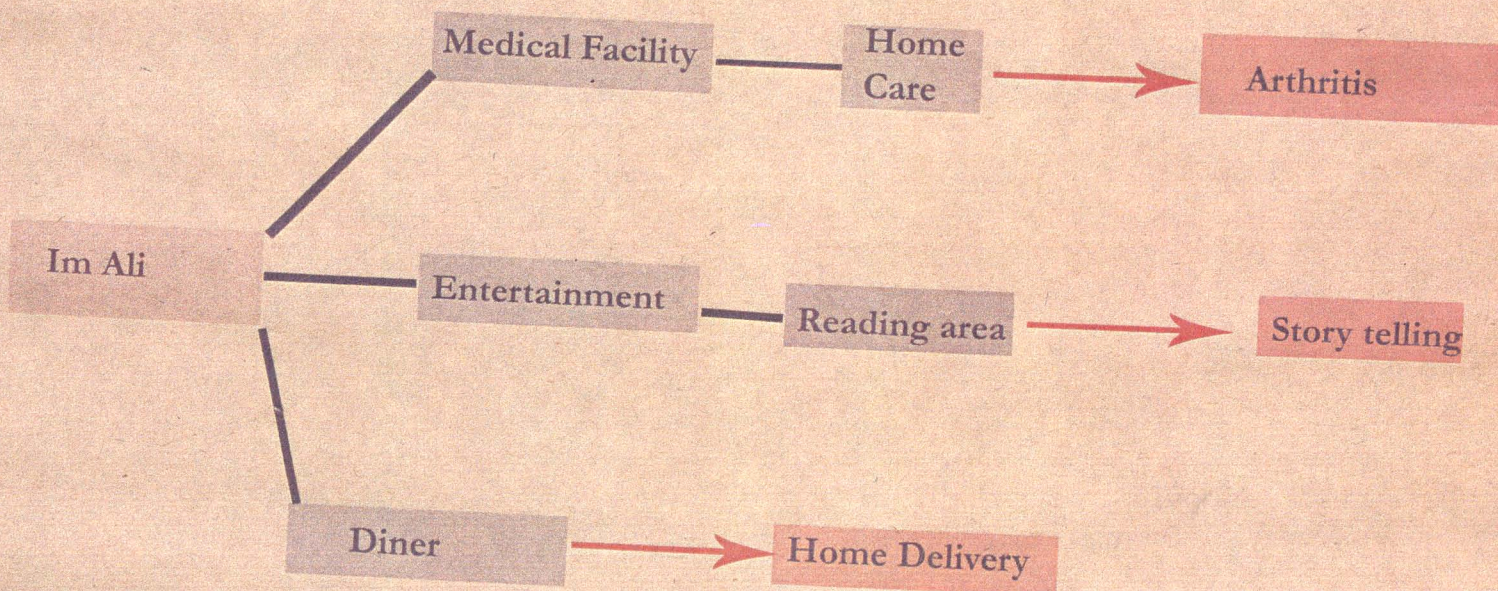 Medical Facility
Home
Care
Arthritis
Im Ali
Entertainment
Reading area
Story telling
Diner
Home Delivery